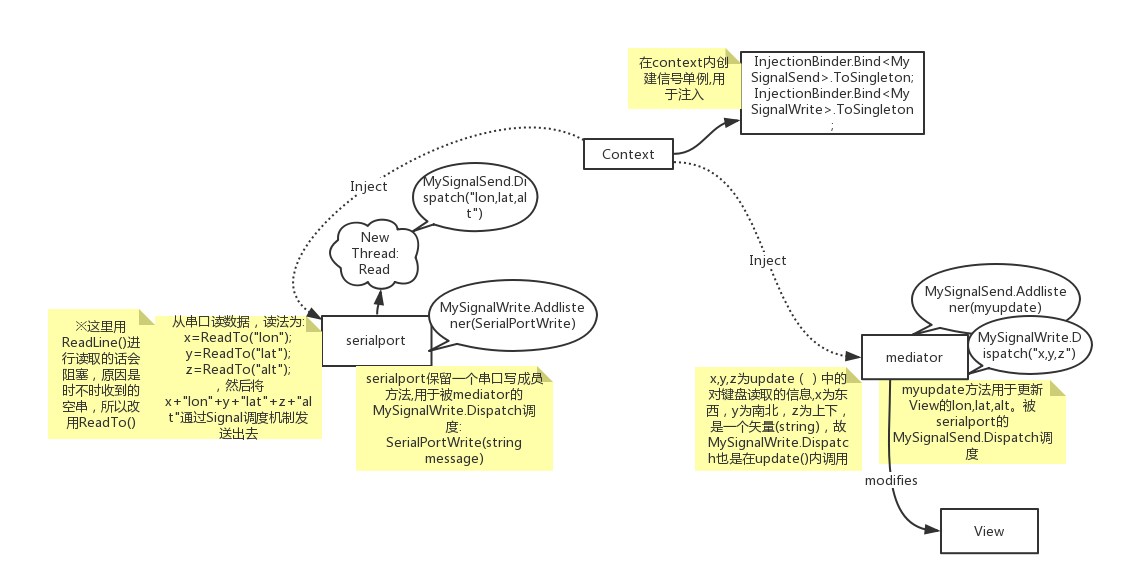 在context内创
建信号单例,用
于注入
InjectionBinder.Bind<My
SignalSend>.ToSingleton;
InjectionBinder.Bind<My
SignalWrite>.ToSingleton
;
Context
Inject
MySignalSend.Di
spatch("lon,lat,al
t")
New
Thread:
Read
Inject
MySignalWrite.Addliste
ner(SerialPortWrite)
MySignalSend.Addliste
ner(myupdate)
MySignalWrite.D
ispatch("x,y,z")
※这里用
ReadLine()进
行读取的话会
阻塞，原因是
时不时收到的
空串，所以改
用ReadTo()
从串口读数据，读法为:
x=ReadTo("lon");
y=ReadTo("lat");
z=ReadTo("alt");
，然后将
x+"lon"+y+"lat"+z+"al
t"通过Signal调度机制发
送出去
serialport
serialport保留一个串口写成员
方法,用于被mediator的
MySignalWrite.Dispatch调
度:
SerialPortWrite(string
message)
mediator
x,y,z为update（ ）中的
对键盘读取的信息,x为东
西，y为南北，z为上下，
是一个矢量(string)，故
MySignalWrite.Dispatc
h也是在update()内调用
myupdate方法用于更新
View的lon,lat,alt。被
serialport的
MySignalSend.Dispatch调
度
modifies
View